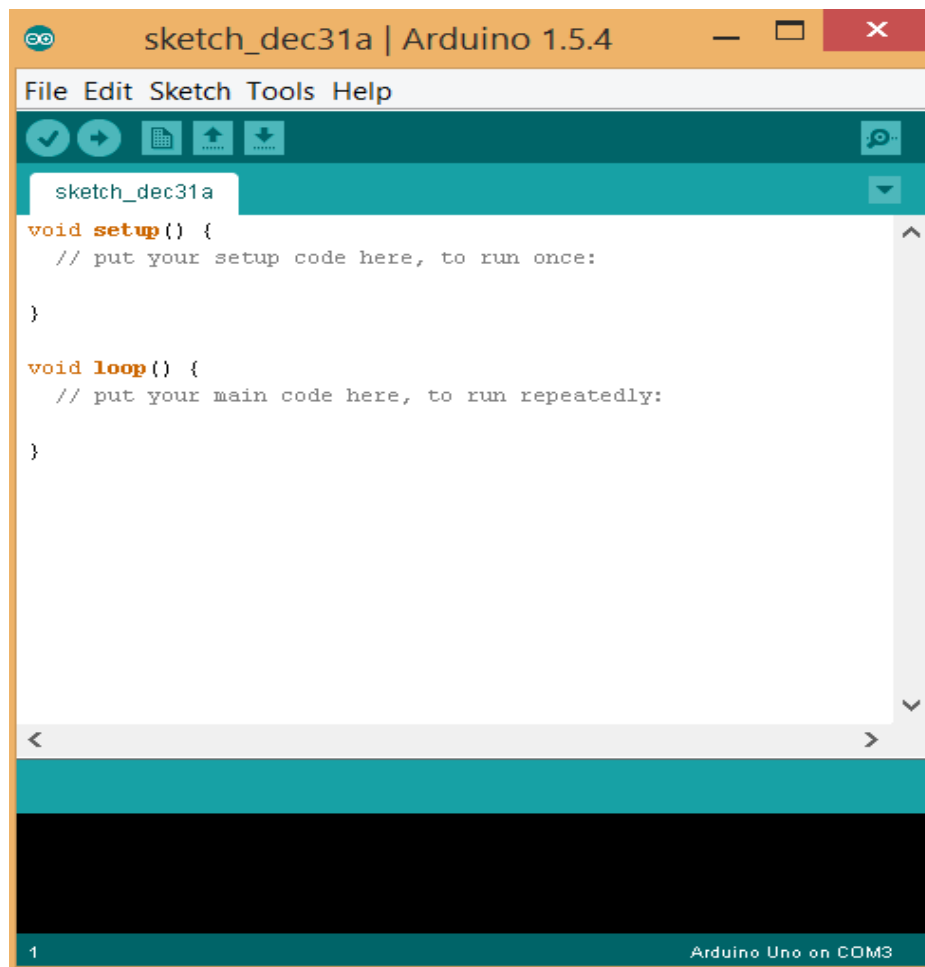 sketch_dec31a | Arduino 1.5.4
File Edit Sketch Tools Help
sketch_dec31a
void setup() {
  // put your setup code here, to run once:
}
void loop() {
  // put your main code here, to run repeatedly:
}
1 Arduino Uno on COM3